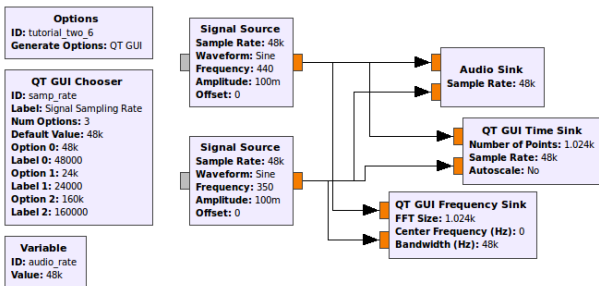 Options
ID: tutorial_two_6
Generate Options: QT GUI
QT GUI Chooser
ID: samp_rate
Label: Signal Sampling Rate
Num Options: 3
Default Value: 48k
Option 0: 48k
Label 0: 48000
Option 1: 24k
Label 1: 24000
Option 2: 160k
Label 2: 160000
Variable
ID: audio_rate
Value: 48k
Signal Source
Sample Rate: 48k
Waveform: Sine
Frequency: 440
Amplitude: 100m
Offset: 0
Signal Source
Sample Rate: 48k
Waveform: Sine
Frequency: 350
Amplitude: 100m
Offset: 0
Audio Sink
Sample Rate: 48k
QT GUI Time Sink
Number of Points: 1.024k
Sample Rate: 48k
Autoscale: No
QT GUI Frequency Sink
FFT Size: 1.024k
Center Frequency (Hz): 0
Bandwidth (Hz): 48k